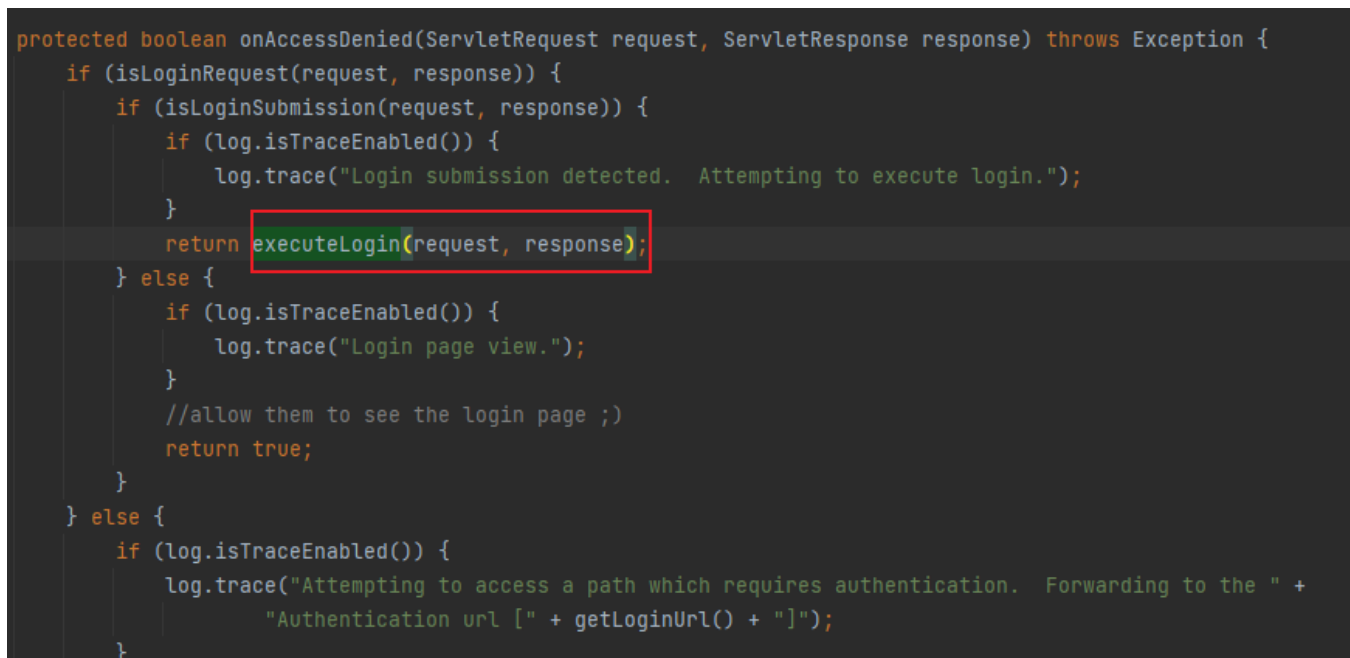 protected boolean onAccessDenied(ServletRequest request, ServletResponse response) throws Exception {
if (isLoginRequest(request, response)) {
if (isLoginSubmission(request, response)) {
if (log.isTraceEnabled()) {
log.trace("Login submission detected.  Attempting to execute login.");
}
return executeLogin(request, response);
} else {
if (log.isTraceEnabled()) {
log.trace("Login page view.");
}
//allow them to see the login page ;)
return true;
}
} else {
if (log.isTraceEnabled()) {
log.trace("Attempting to access a path which requires authentication.  Forwarding to the " +
"Authentication url [" + getLoginUrl() + "]");
}